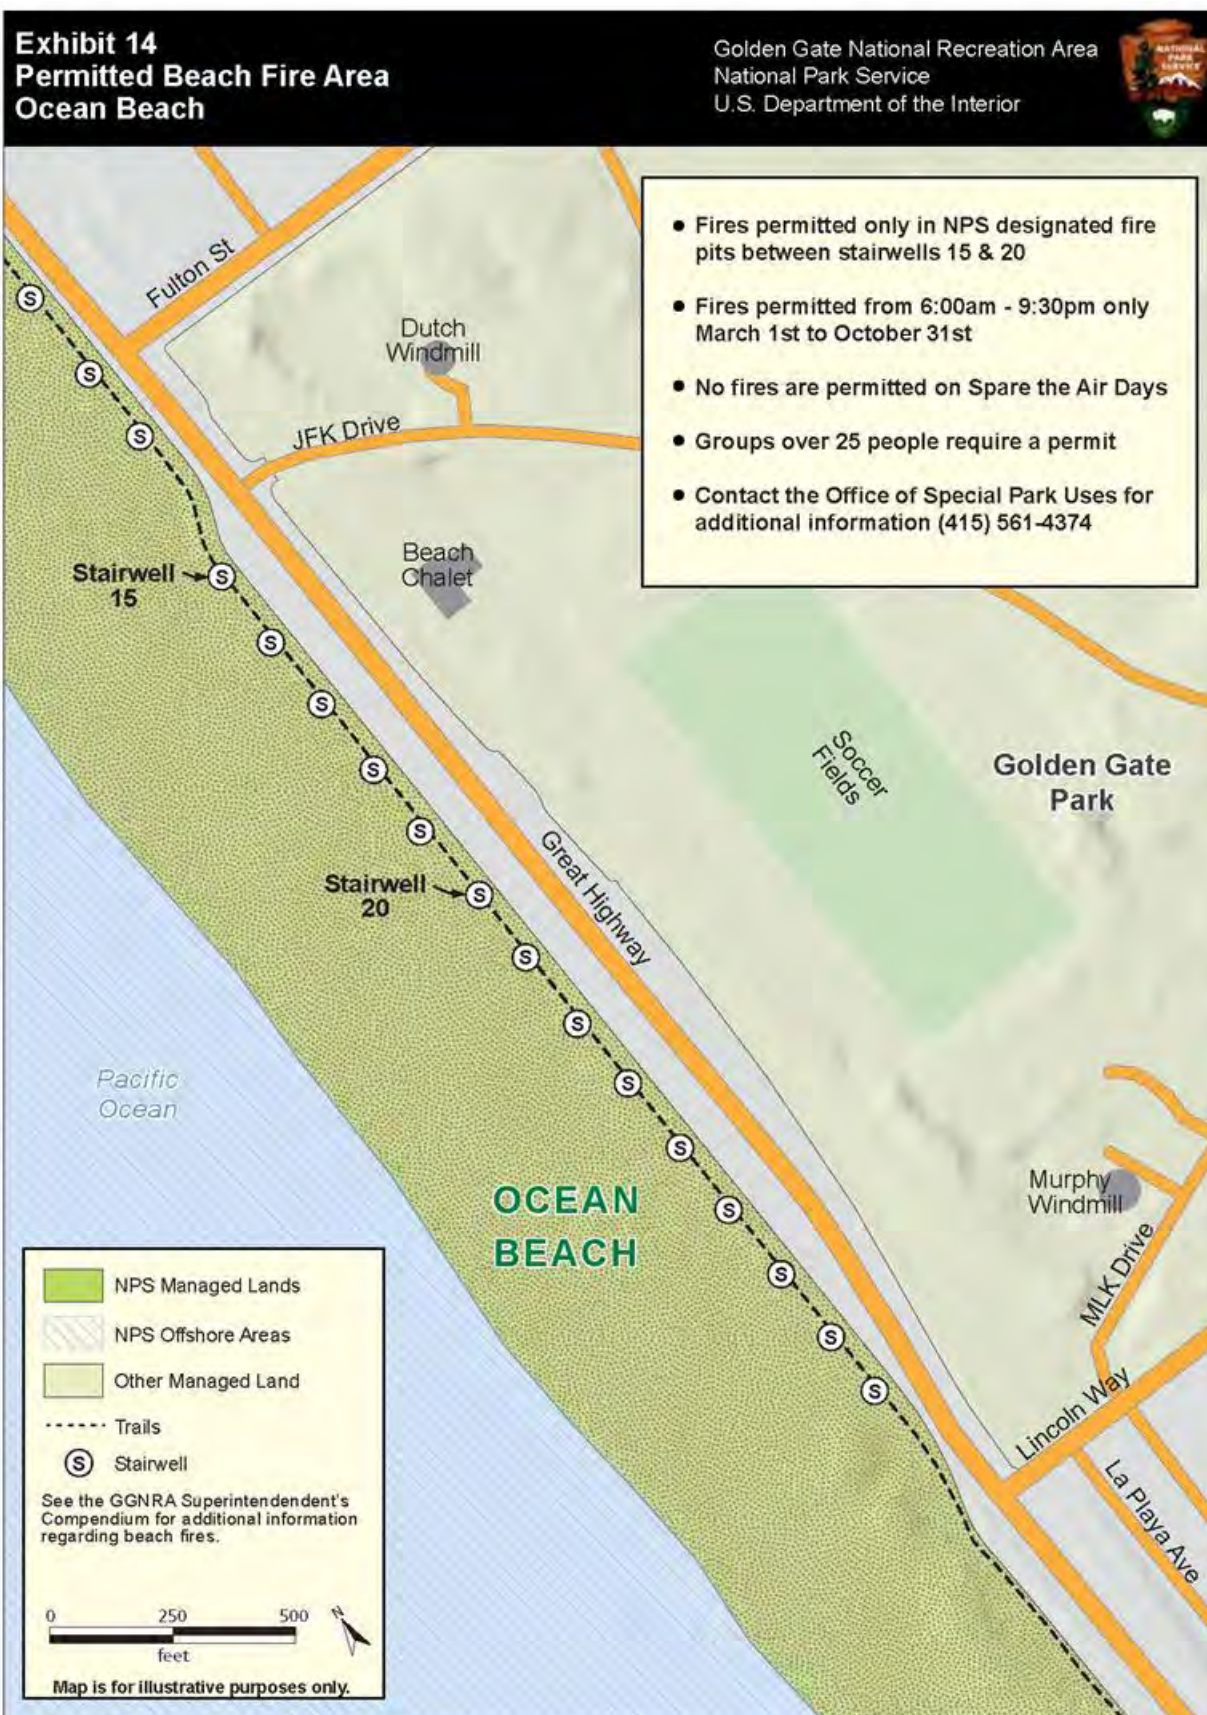 Exhibit 14
Permitted Beach Fire Area
Ocean Beach
Golden Gate National Recreation Area
National Park Service
U.S. Department of the Interior
NATIONAL
PARK
SERVICE
● Fires permitted only in NPS designated fire
pits between stairwells 15 & 20
● Fires permitted from 6:00am - 9:30pm only
March 1st to October 31st
● No fires are permitted on Spare the Air Days
● Groups over 25 people require a permit
● Contact the Office of Special Park Uses for
additional information (415) 561-4374
Fulton St
S
Dutch
Windmill
S
JFK Drive
S
Beach
Chalet
Stairwell
15
S
S
S
Soccer
Fields
Golden Gate
Park
S
S
Great Highway
Stairwell
20
S
S
S
Pacific
Ocean
S
S
Murphy
Windmill
OCEAN
BEACH
S
MLK Drive
S
S
S
Lincoln Way
La Playa Ave
NPS Managed Lands
NPS Offshore Areas
Other Managed Land
Trails
S Stairwell
See the GGNRA Superintendendent's
Compendium for additional information
regarding beach fires.
0 250 500
feet
N
Map is for illustrative purposes only.